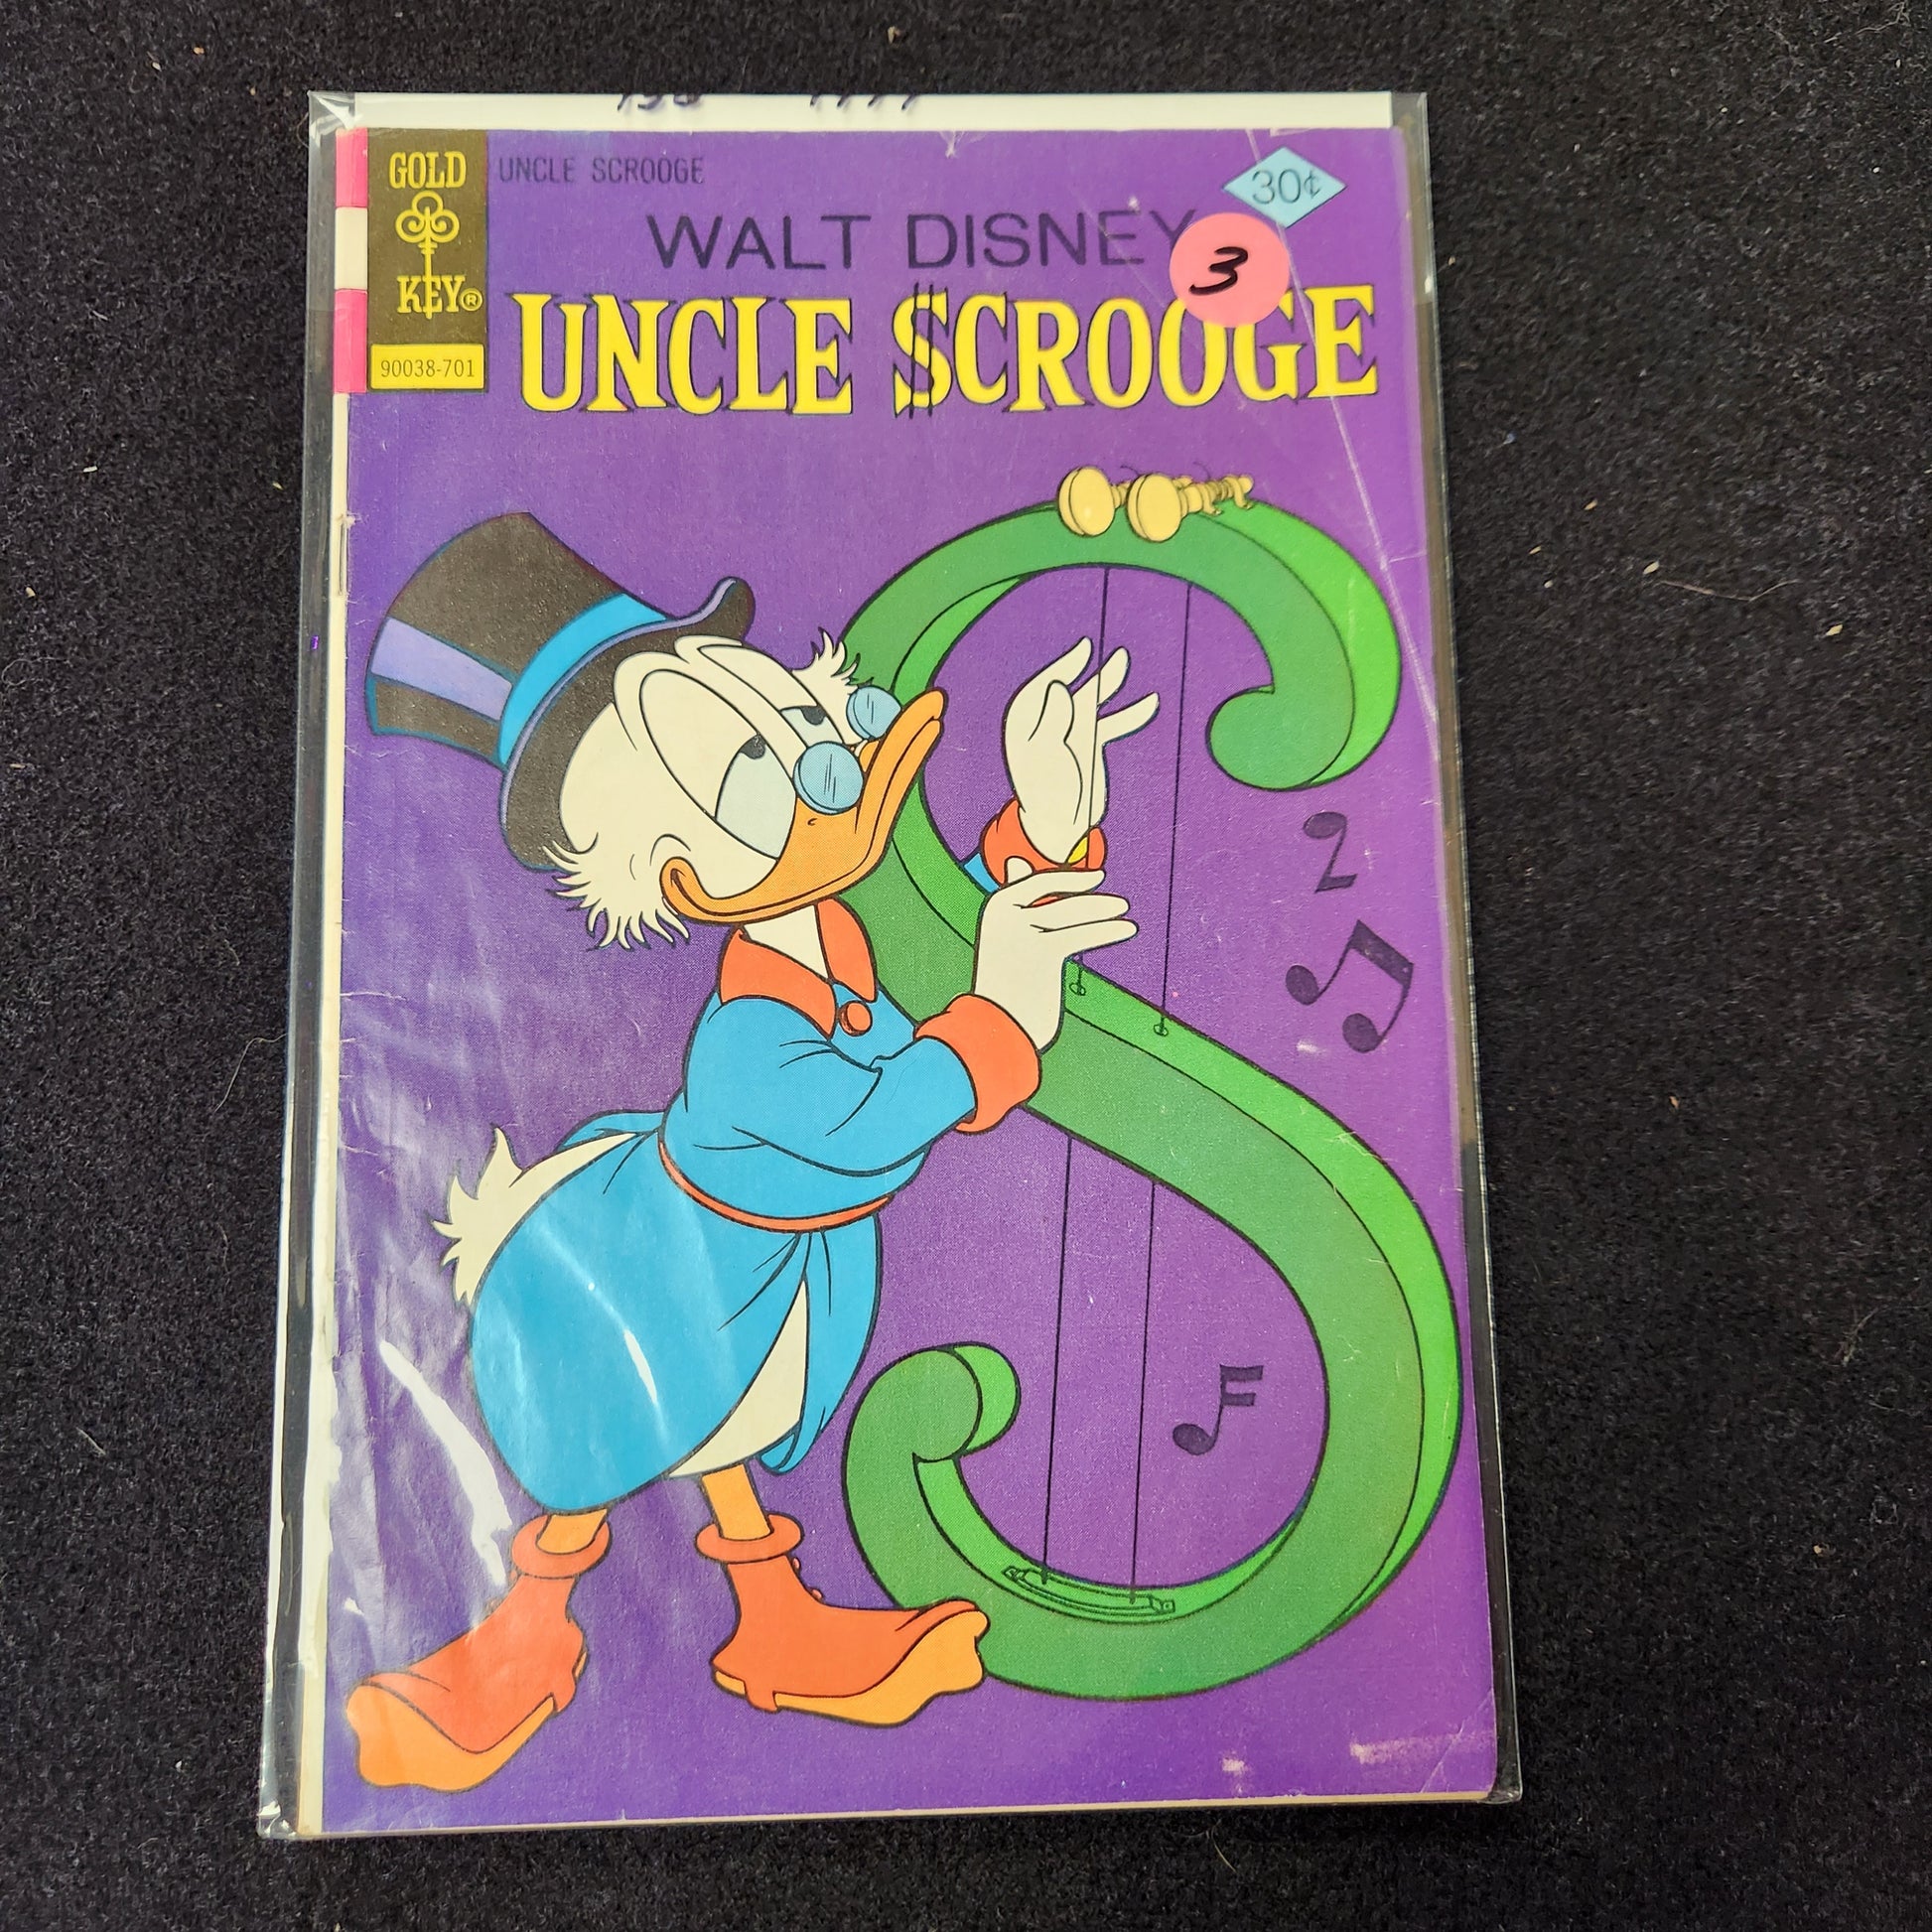 GOLD
KEY®
90038-701
UNCLE SCROOGE
30¢
WALT DISNEY
3
UNCLE $CROOGE